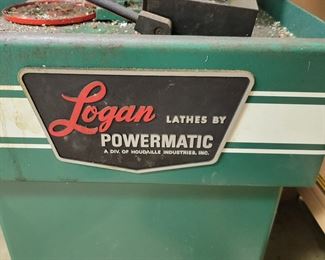 Logan LATHES BY
POWERMATIC
A DIV. OF HOUDAILLE INDUSTRIES, INC.